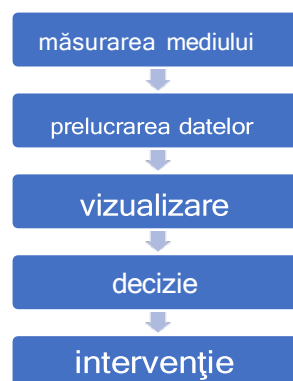 măsurarea mediului
prelucrarea datelor
vizualizare
decizie
intervenţie